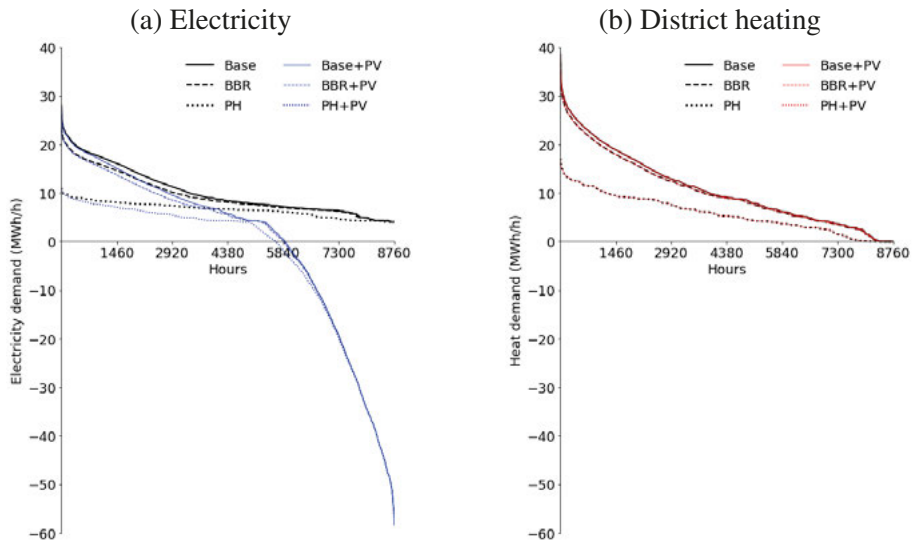 (a) Electricity
(b) District heating
40
30
20
10
0
−10
−20
−30
−40
−50
−60
Electricity demand (MWh/h)
Base
BBR
PH
Base+PV
BBR+PV
PH+PV
1460 2920 4380 5840 7300 8760
Hours
40
30
20
10
0
−10
−20
−30
−40
−50
−60
Heat demand (MWh/h)
Base
BBR
PH
Base+PV
BBR+PV
PH+PV
1460 2920 4380 5840 7300 8760
Hours